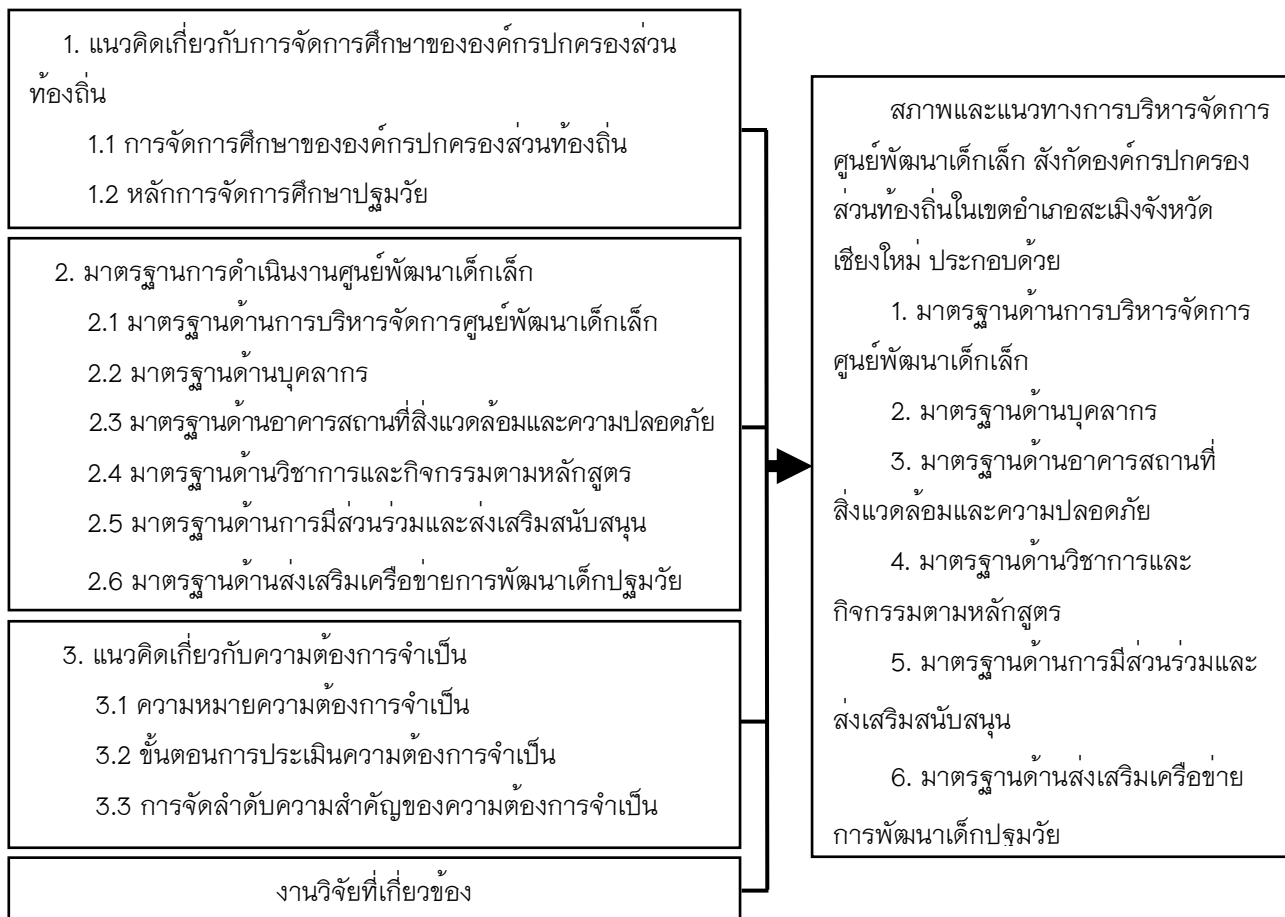 1. แนวคิดเกี่ยวกับการจัดการศึกษาขององค์กรปกครองส่วน
ท้องถิ่น
1.1 การจัดการศึกษาขององค์กรปกครองส่วนท้องถิ่น
1.2 หลักการจัดการศึกษาปฐมวัย
2. มาตรฐานการดำเนินงานศูนย์พัฒนาเด็กเล็ก
2.1 มาตรฐานด้านการบริหารจัดการศูนย์พัฒนาเด็กเล็ก
2.2 มาตรฐานด้านบุคลากร
2.3 มาตรฐานด้านอาคารสถานที่สิ่งแวดล้อมและความปลอดภัย
2.4 มาตรฐานด้านวิชาการและกิจกรรมตามหลักสูตร
2.5 มาตรฐานด้านการมีส่วนร่วมและส่งเสริมสนับสนุน
2.6 มาตรฐานด้านส่งเสริมเครือข่ายการพัฒนาเด็กปฐมวัย
3. แนวคิดเกี่ยวกับความต้องการจำเป็น
3.1 ความหมายความต้องการจำเป็น
3.2 ขั้นตอนการประเมินความต้องการจำเป็น
3.3 การจัดลำดับความสำคัญของความต้องการจำเป็น
งานวิจัยที่เกี่ยวข้อง
สภาพและแนวทางการบริหารจัดการ
ศูนย์พัฒนาเด็กเล็ก สังกัดองค์กรปกครอง
ส่วนท้องถิ่นในเขตอำเภอสะเมิงจังหวัด
เชียงใหม่ ประกอบด้วย
1. มาตรฐานด้านการบริหารจัดการ
ศูนย์พัฒนาเด็กเล็ก
2. มาตรฐานด้านบุคลากร
3. มาตรฐานด้านอาคารสถานที่
สิ่งแวดล้อมและความปลอดภัย
4. มาตรฐานด้านวิชาการและ
กิจกรรมตามหลักสูตร
5. มาตรฐานด้านการมีส่วนร่วมและ
ส่งเสริมสนับสนุน
6. มาตรฐานด้านส่งเสริมเครือข่าย
การพัฒนาเด็กปฐมวัย